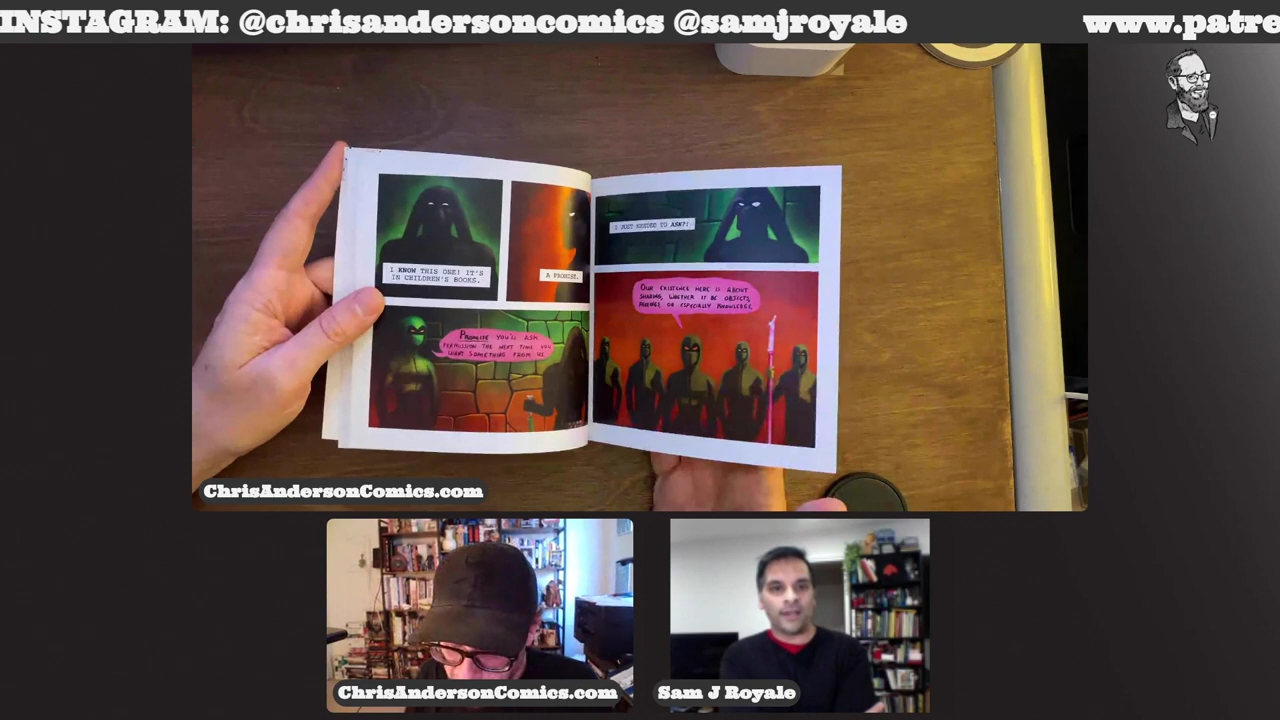 INSTAGRAM: @chrisandersoncomics @samjroyale
www.patre
I KNOW THIS ONE! IT'S
IN CHILDREN'S BOOKS.
A PROMISE.
PROMISE YOU'LL ASK
PERMISSION THE NEXT TIME YOU
WANT SOMETHING FROM US
I JUST NEEDED TO ASK?!
OUR EXISTENCE HERE IS ABOUT
SHARING, WHETHER IT BE OBJECTS,
OR ESPECIALLY KNOWLEDGE.
ChrisAndersonComics.com
ChrisAndersonComics.com
Sam J Royale